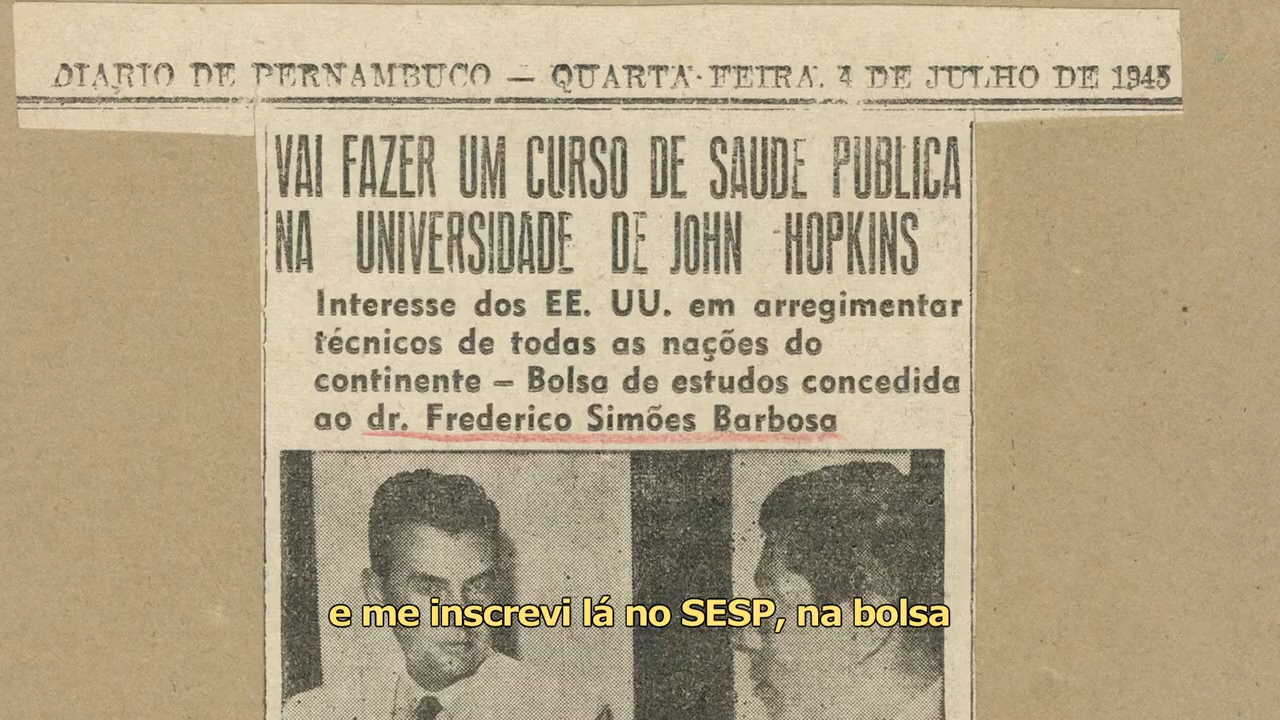 DIARIO DE PERNAMBUCO — QUARTA-FEIRA, 4 DE JULHO DE 1945
VAI FAZER UM CURSO DE SAUDE PUBLICA
NA UNIVERSIDADE DE JOHN HOPKINS
Interesse dos EE. UU. em arregimentar
técnicos de todas as nações do
continente — Bolsa de estudos concedida
ao dr. Frederico Simões Barbosa
e me inscrevi lá no SESP, na bolsa